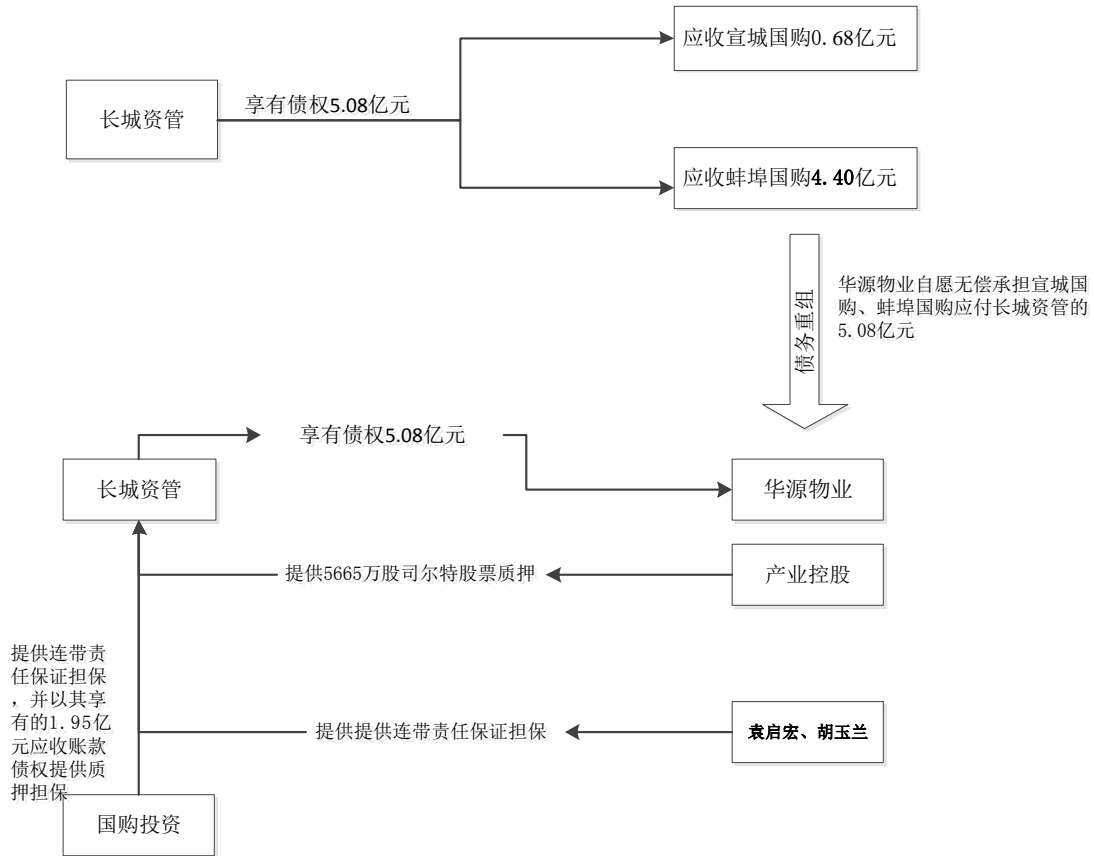 应收宣城国购0.68亿元
长城资管
享有债权5.08亿元
应收蚌埠国购4.40亿元
债务重组
华源物业自愿无偿承担宣城国
购、蚌埠国购应付长城资管的
5.08亿元
享有债权5.08亿元
长城资管
华源物业
提供5665万股司尔特股票质押
产业控股
提供连带责
任保证担保
，并以其享
有的1.95亿
元应收账款
债权提供质
押担保
提供提供连带责任保证担保
袁启宏、胡玉兰
国购投资